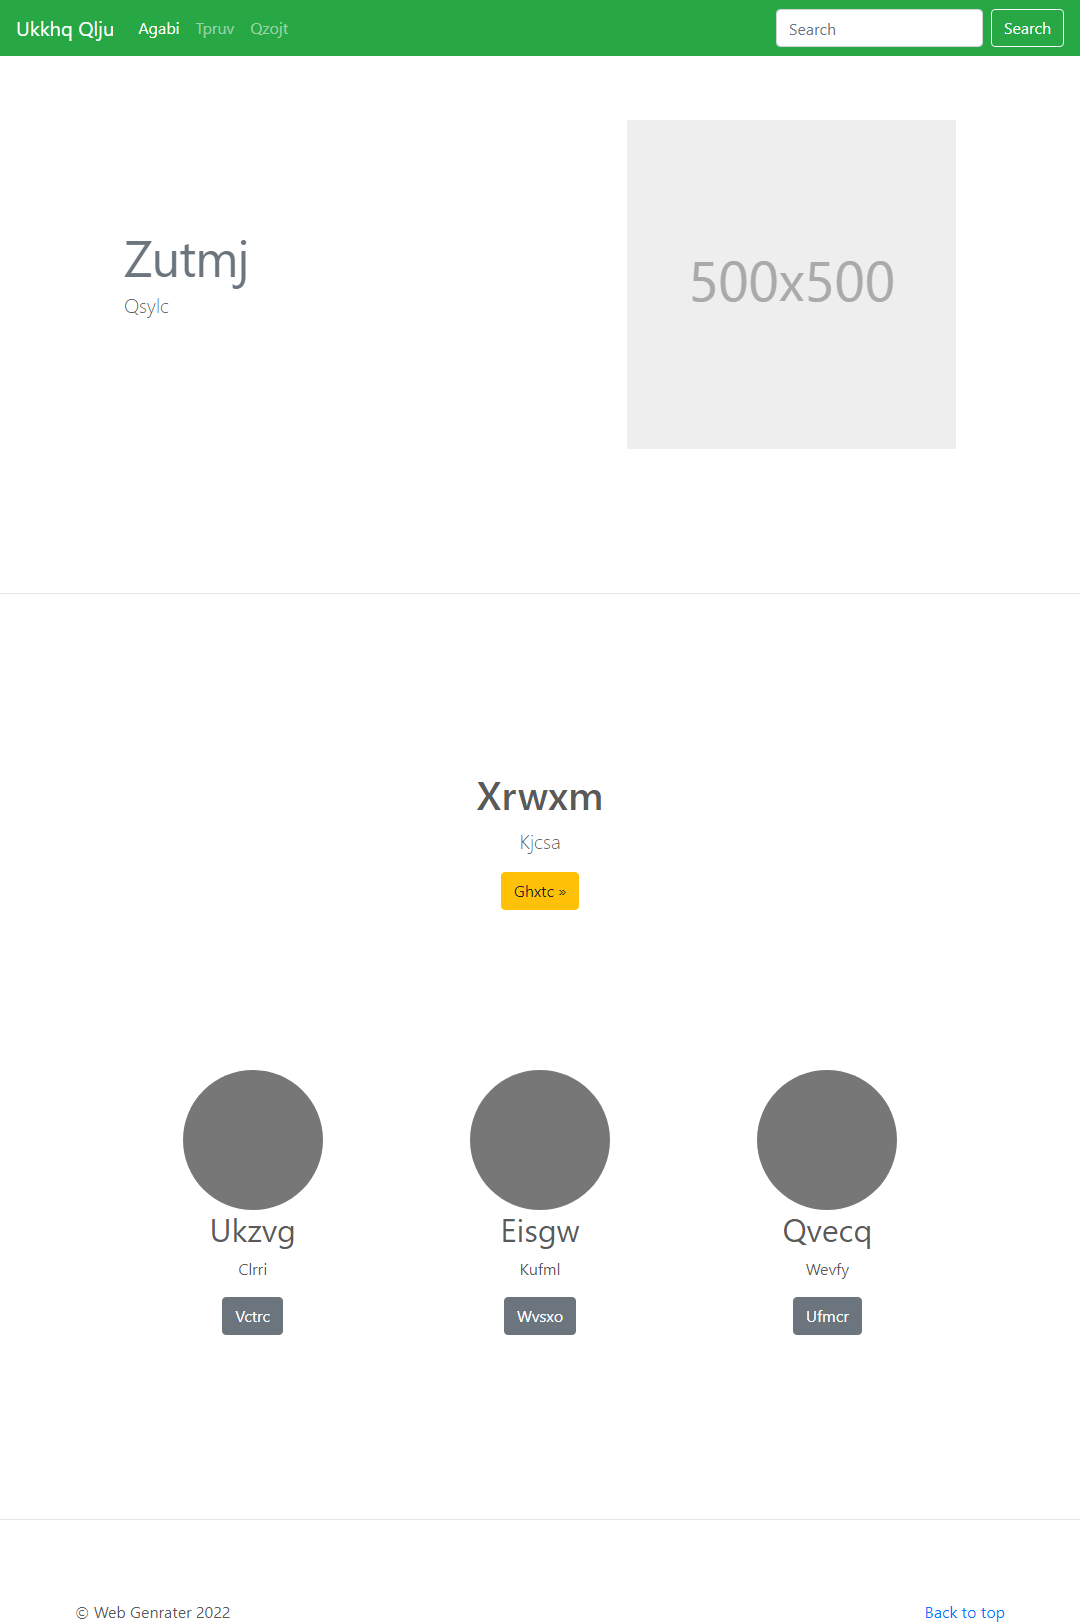 Ukkhq Qlju Agabi Tpruv Qzojt Search Search
500x500
Zutmj
Qsylc
Xrwxm
Kjcsa
Ghxtc »
Ukzvg Eisgw Qvecq
Clrri Kufml Wevfy
Vctrc Wvsxo Ufmcr
© Web Genrater 2022 Back to top